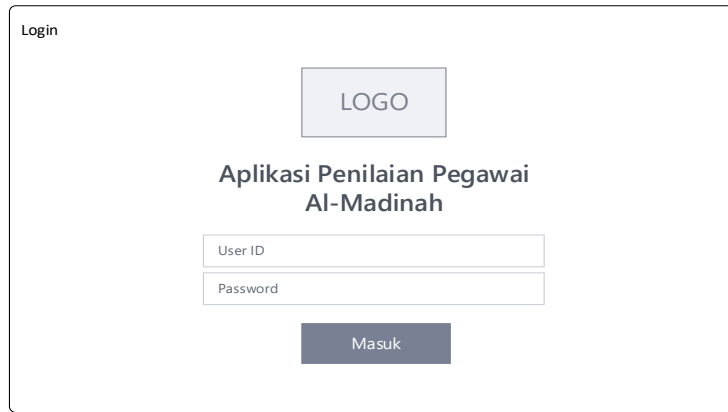 Login
LOGO
Aplikasi Penilaian Pegawai
Al-Madinah
User ID
Password
Masuk